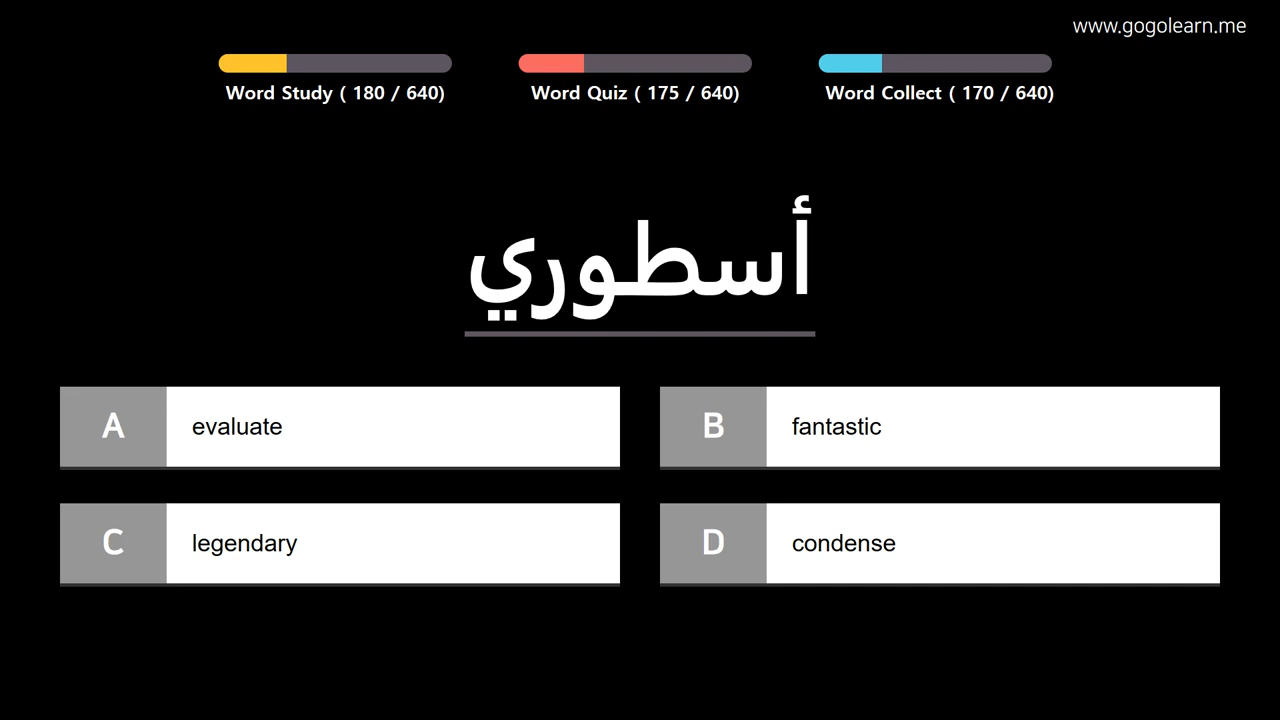 www.gogolearn.me
Word Study ( 180 / 640)
Word Quiz ( 175 / 640)
Word Collect ( 170 / 640)
أسطوري
A evaluate
B fantastic
C legendary
D condense